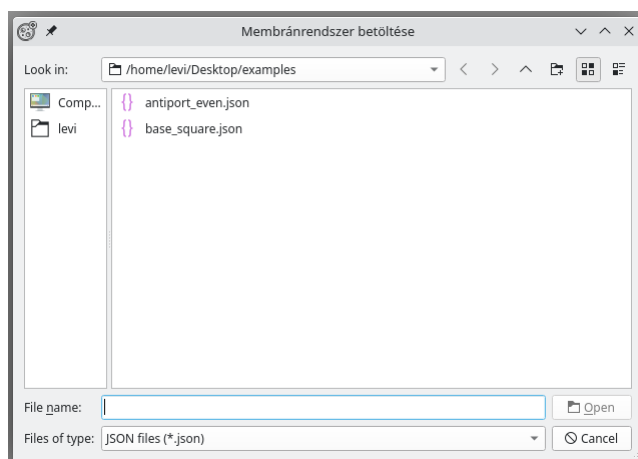 Membránrendszer betöltése
Look in: /home/levi/Desktop/examples
Comp...
levi
antiport_even.json
base_square.json
File name: Open
Files of type: JSON files (*.json) Cancel